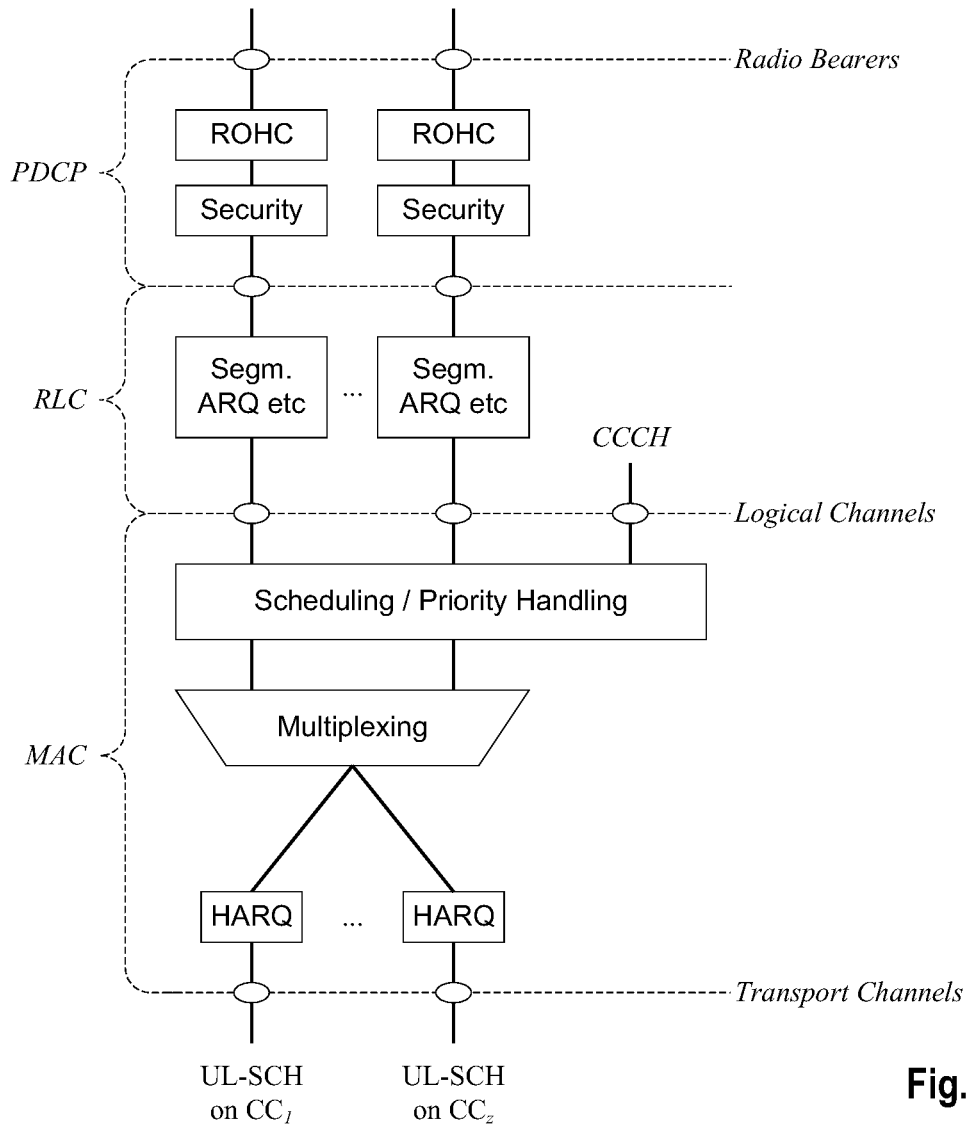 Radio Bearers
ROHC
ROHC
PDCP
Security
Security
Segm.
ARQ etc
...
Segm.
ARQ etc
RLC
CCCH
Logical Channels
Scheduling / Priority Handling
Multiplexing
MAC
HARQ
...
HARQ
Transport Channels
UL-SCH
on CC1
UL-SCH
on CCz
Fig.